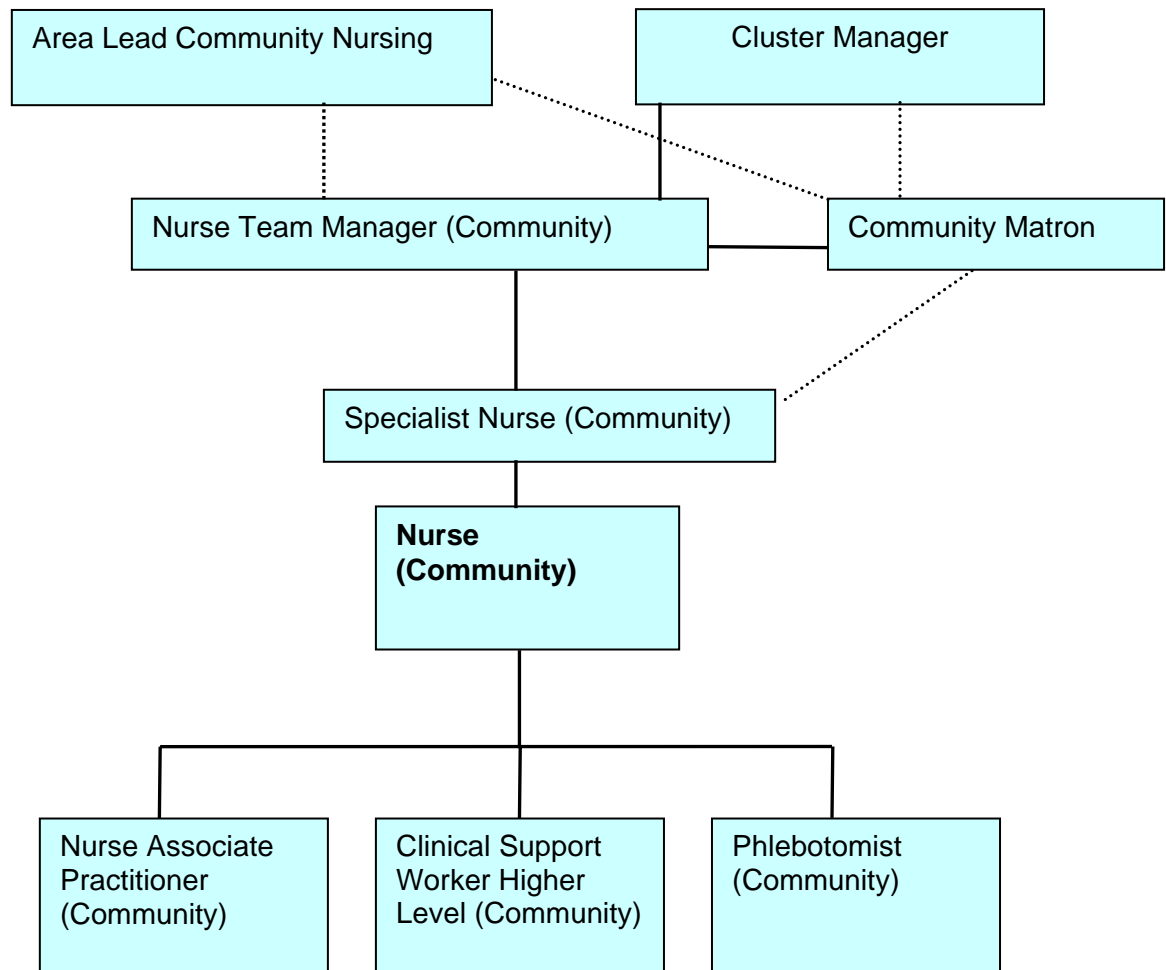 Area Lead Community Nursing
Cluster Manager
Nurse Team Manager (Community)
Community Matron
Specialist Nurse (Community)
Nurse
(Community)
Nurse Associate
Practitioner
(Community)
Clinical Support
Worker Higher
Level (Community)
Phlebotomist
(Community)